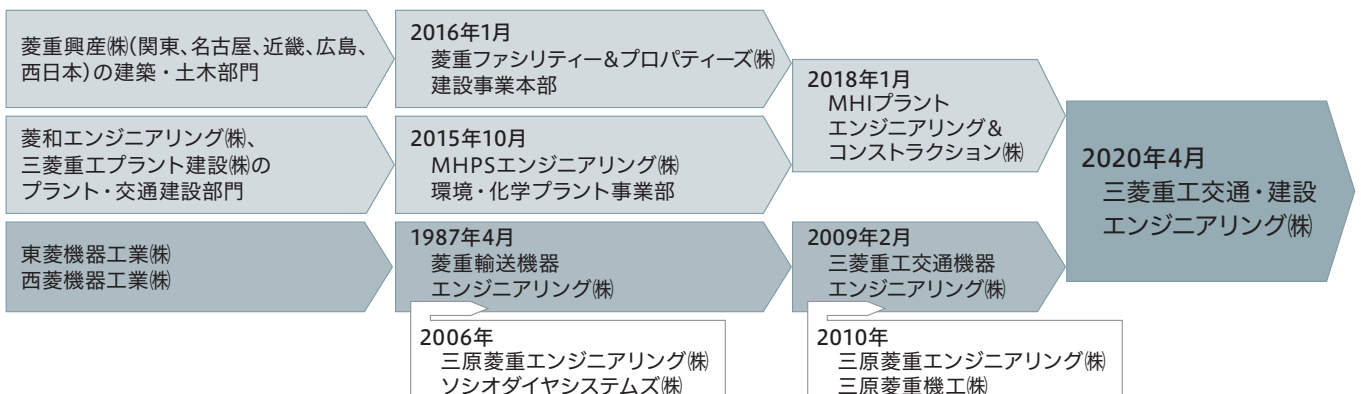 菱重興産㈱(関東、名古屋、近畿、広島、
西日本)の建築・土木部門
2016年1月
菱重ファシリティー&プロパティーズ㈱
建設事業本部
菱和エンジニアリング㈱、
三菱重工プラント建設㈱の
プラント・交通建設部門
2015年10月
MHPSエンジニアリング㈱
環境・化学プラント事業部
2018年1月
MHIプラント
エンジニアリング&
コンストラクション㈱
東菱機器工業㈱
西菱機器工業㈱
1987年4月
菱重輸送機器
エンジニアリング㈱
2009年2月
三菱重工交通機器
エンジニアリング㈱
2006年
三原菱重エンジニアリング㈱
ソシオダイヤシステムズ㈱
2010年
三原菱重エンジニアリング㈱
三原菱重機工㈱
2020年4月
三菱重工交通・建設
エンジニアリング㈱